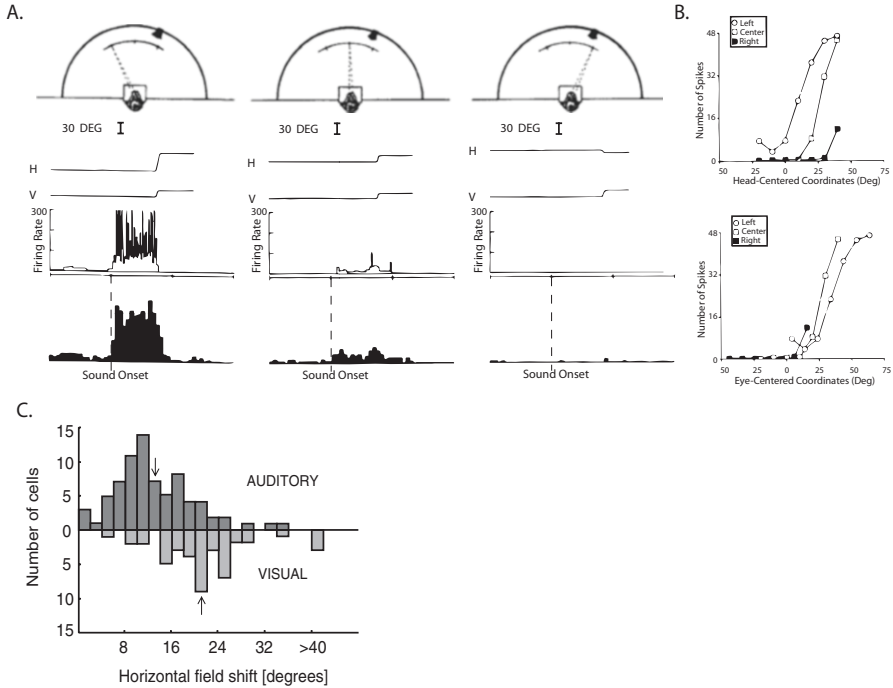 A.
30 DEG
30 DEG
30 DEG
H
V
300
Firing Rate
Sound Onset
H
V
300
Firing Rate
Sound Onset
H
V
300
Firing Rate
Sound Onset
B.
Left
Center
Right
Number of Spikes
48
32
16
0
50 25 0 25 50 75
Head-Centered Coordinates (Deg)
Left
Center
Right
Number of Spikes
48
32
16
0
50 25 0 25 50 75
Eye-Centered Coordinates (Deg)
C.
Number of cells
15
10
5
0
5
10
15
AUDITORY
VISUAL
8 16 24 32 >40
Horizontal field shift [degrees]